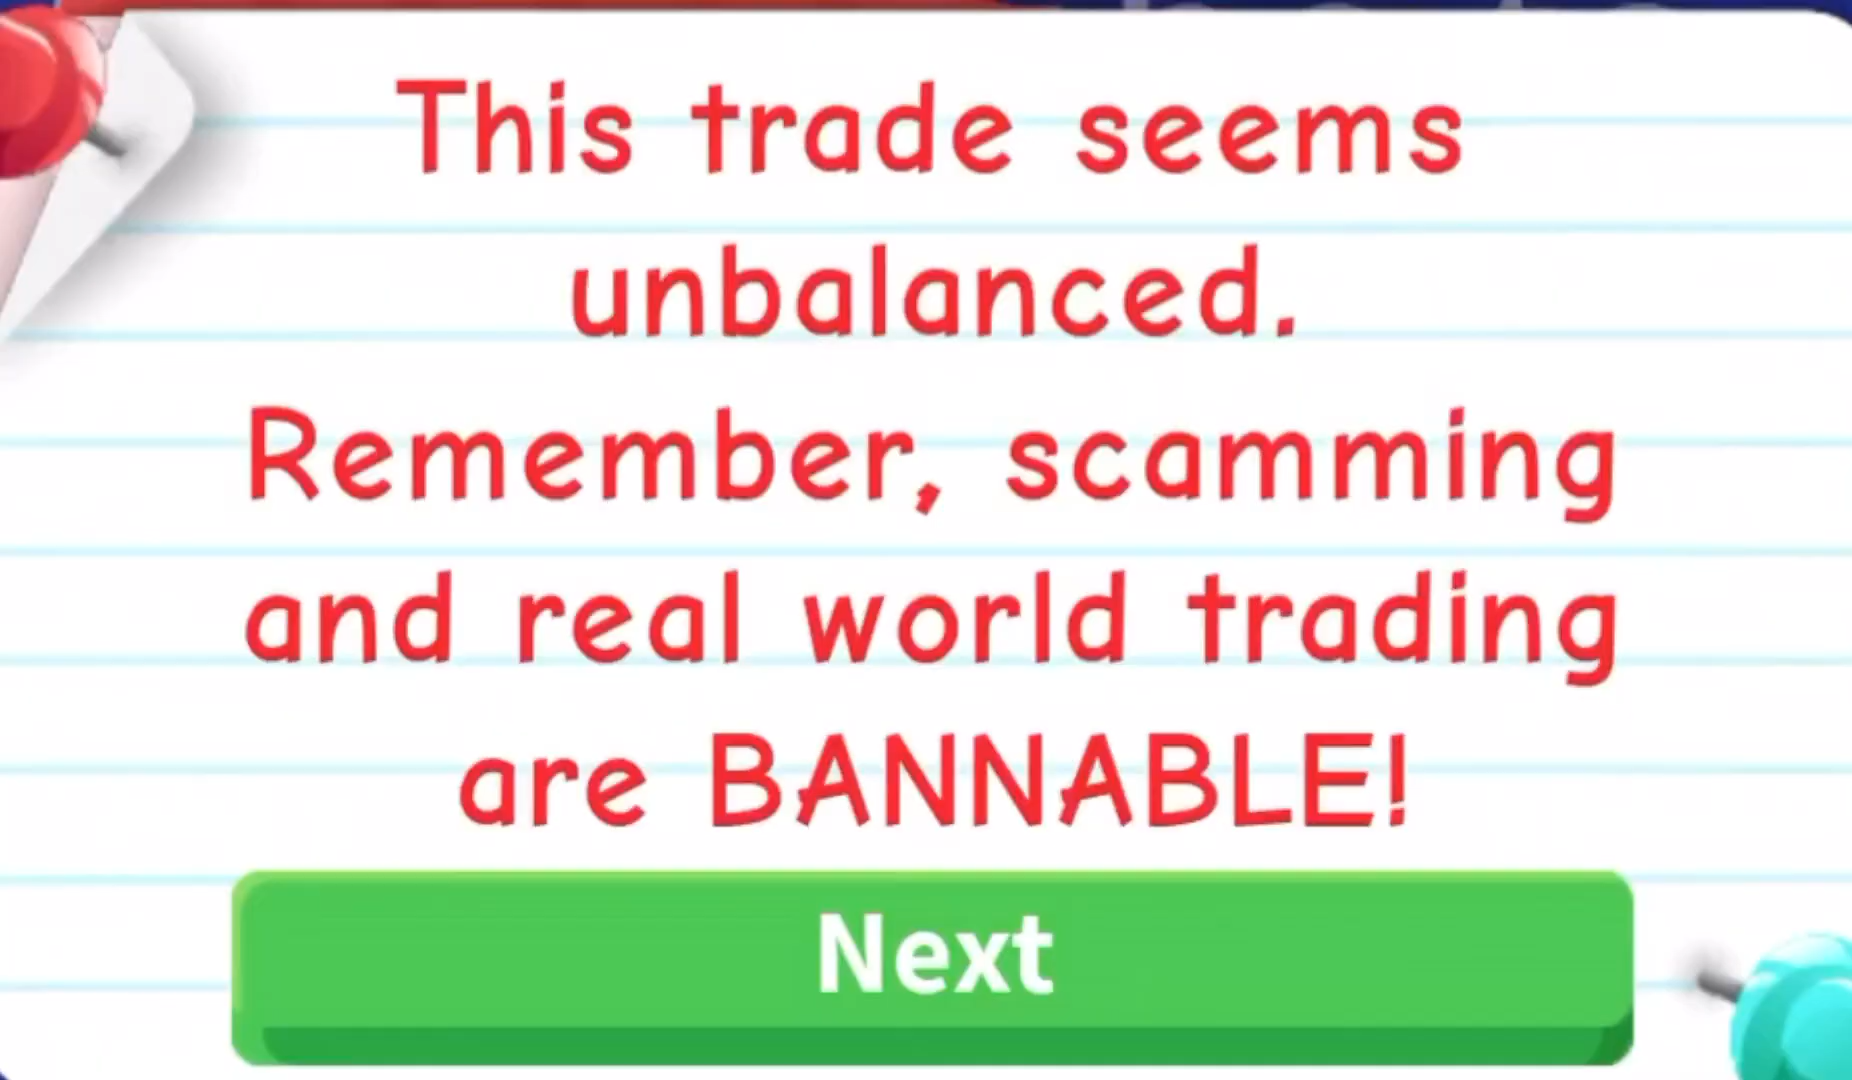 This trade seems
unbalanced.
Remember, scamming
and real world trading
are BANNABLE!
Next